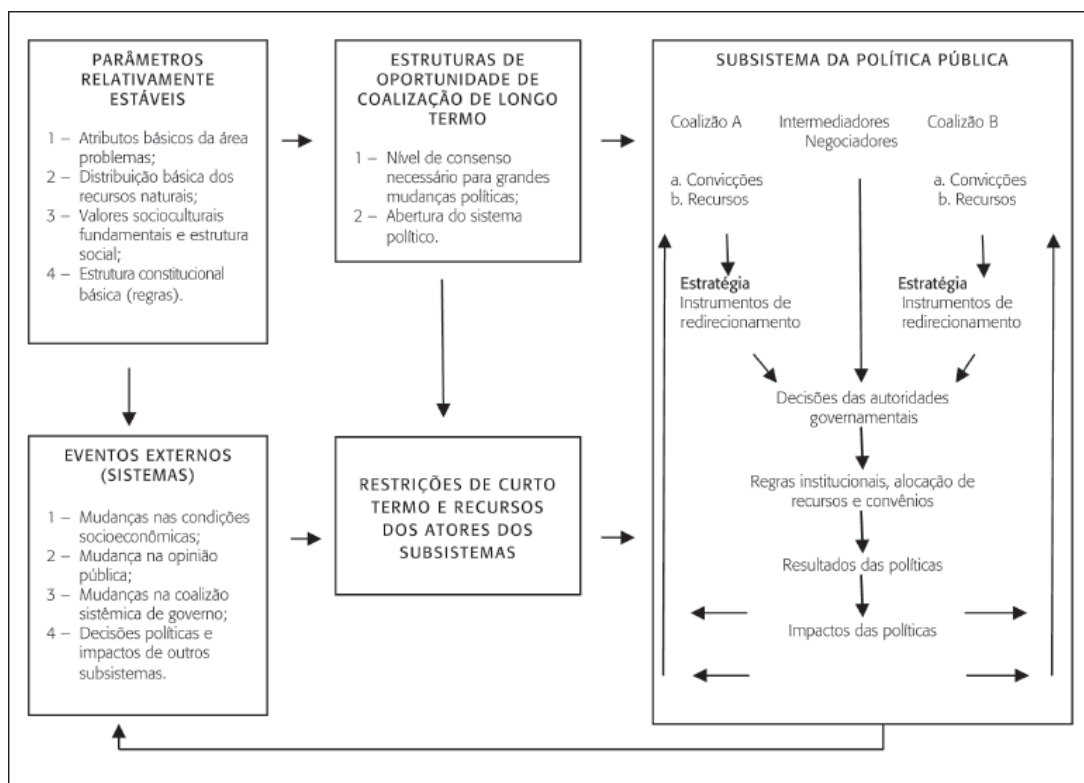 PARÂMETROS
RELATIVAMENTE
ESTÁVEIS
1 – Atributos básicos da área
problemas;
2 – Distribuição básica dos
recursos naturais;
3 – Valores socioculturais
fundamentais e estrutura
social;
4 – Estrutura constitucional
básica (regras).
ESTRUTURAS DE
OPORTUNIDADE DE
COALIZAÇÃO DE LONGO
TERMO
1 – Nível de consenso
necessário para grandes
mudanças políticas;
2 – Abertura do sistema
político.
EVENTOS EXTERNOS
(SISTEMAS)
1 – Mudanças nas condições
socioeconômicas;
2 – Mudança na opinião
pública;
3 – Mudanças na coalizão
sistêmica de governo;
4 – Decisões políticas e
impactos de outros
subsistemas.
RESTRIÇÕES DE CURTO
TERMO E RECURSOS
DOS ATORES DOS
SUBSISTEMAS
SUBSISTEMA DA POLÍTICA PÚBLICA
Coalizão A
Intermediadores
Negociadores
Coalizão B
a. Convicções
b. Recursos
a. Convicções
b. Recursos
Estratégia
Instrumentos de
redirecionamento
Estratégia
Instrumentos de
redirecionamento
Decisões das autoridades
governamentais
Regras institucionais, alocação de
recursos e convênios
Resultados das políticas
Impactos das políticas